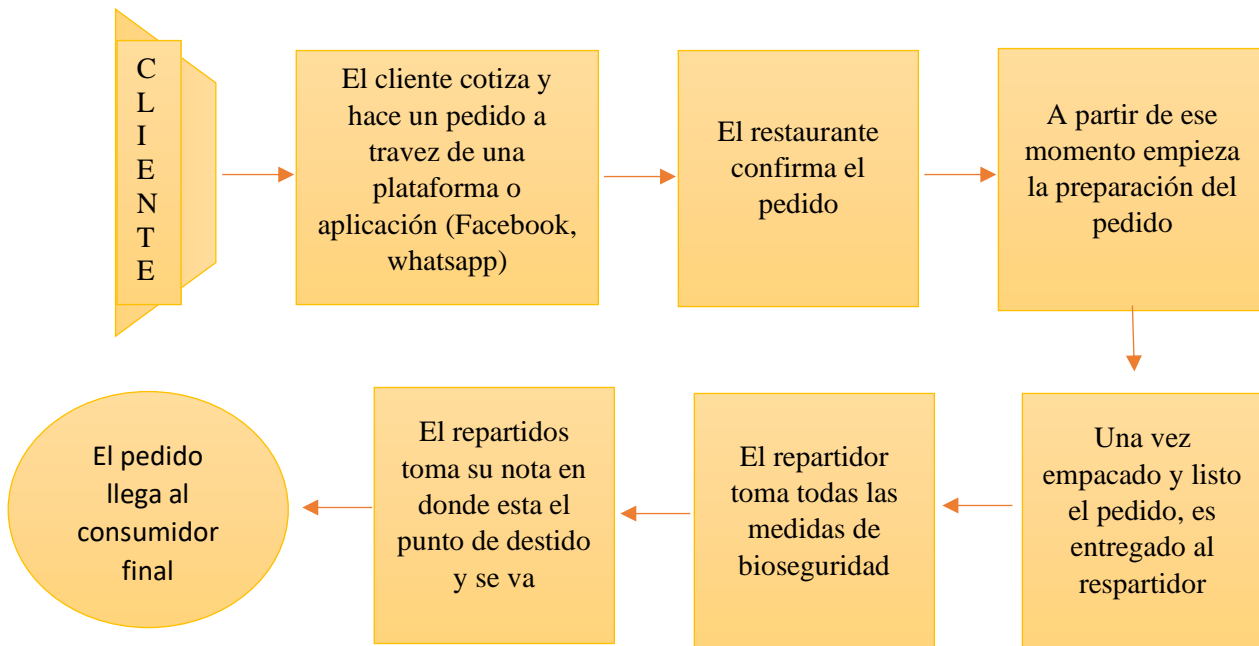 C
L
I
E
N
T
E
El cliente cotiza y
hace un pedido a
travez de una
plataforma o
aplicación (Facebook,
whatsapp)
El restaurante
confirma el
pedido
A partir de ese
momento empieza
la preparación del
pedido
Una vez
empacado y listo
el pedido, es
entregado al
respartidor
El repartidor
toma todas las
medidas de
bioseguridad
El repartidos
toma su nota en
donde esta el
punto de destido
y se va
El pedido
llega al
consumidor
final